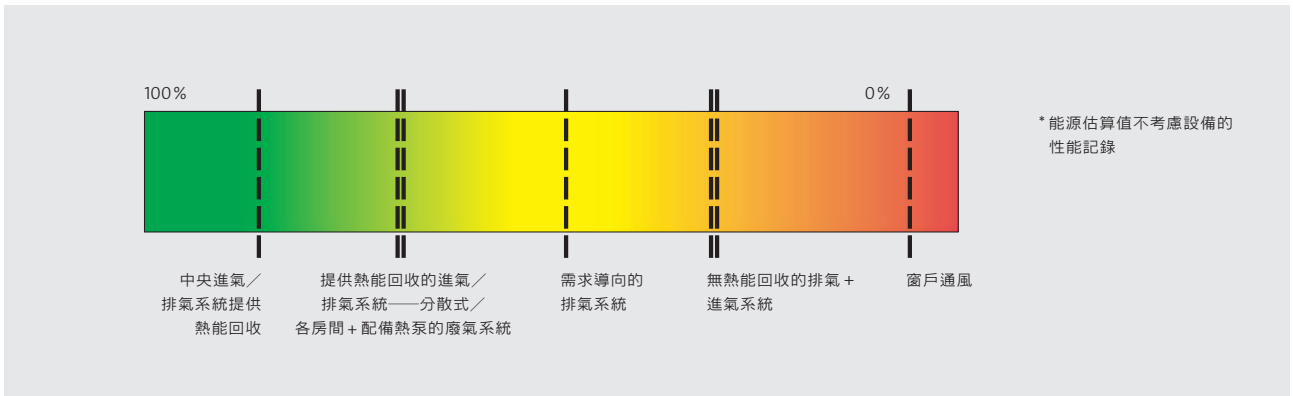 100%
0%
* 能源估算值不考慮設備的
性能記錄
中央進氣／
排氣系統提供
熱能回收
提供熱能回收的進氣／
排氣系統——分散式／
各房間+配備熱泵的廢氣系統
需求導向的
排氣系統
無熱能回收的排氣+
進氣系統
窗戶通風